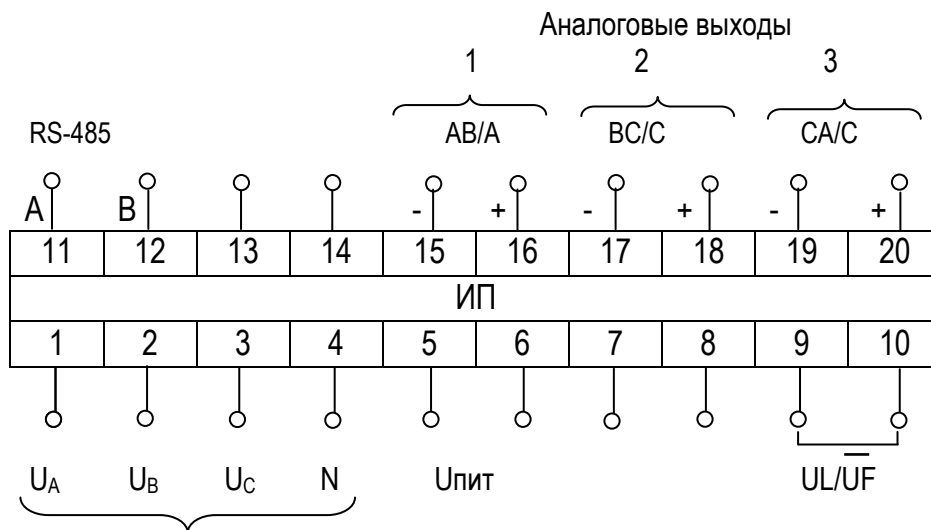 Аналоговые выходы
1 2 3
RS-485 AB/A BC/C CA/C
A B - + - + - +
11 12 13 14 15 16 17 18 19 20
ИП
1 2 3 4 5 6 7 8 9 10
UA UB UC N Uпит UL/U̅F̅